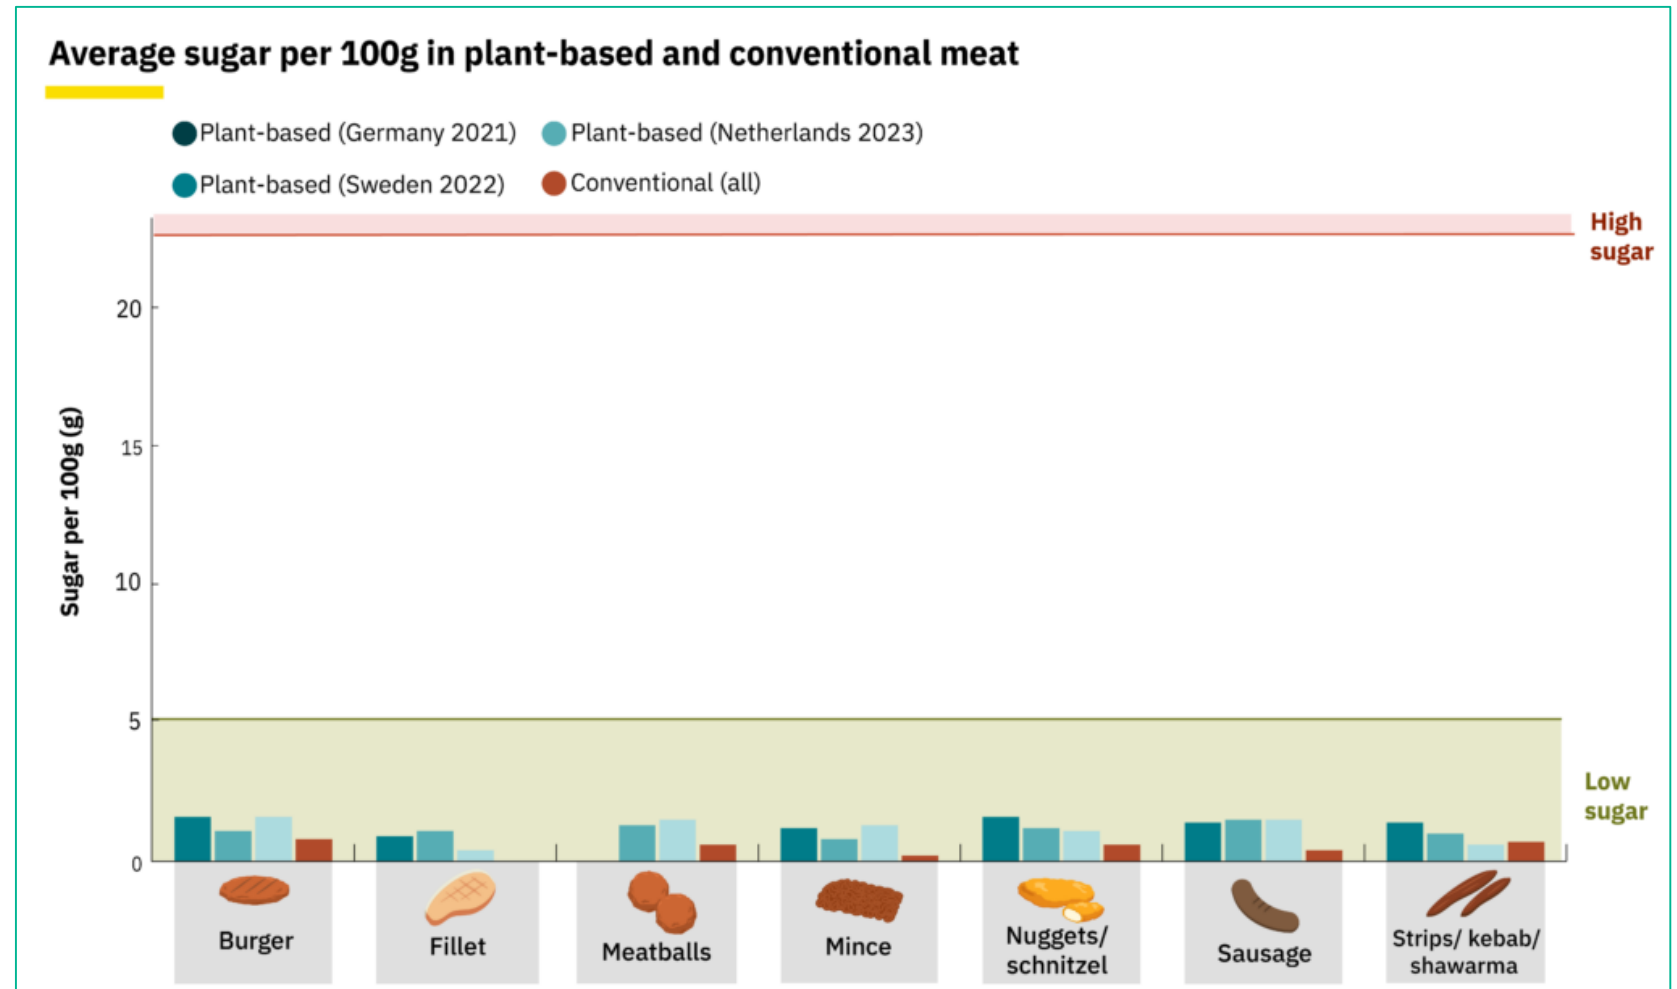 Average sugar per 100g in plant-based and conventional meat
Plant-based (Germany 2021)
Plant-based (Netherlands 2023)
Plant-based (Sweden 2022)
Conventional (all)
High
sugar
20
15
10
5
0
Sugar per 100g (g)
Low
sugar
Burger
Fillet
Meatballs
Mince
Nuggets/
schnitzel
Sausage
Strips/ kebab/
shawarma